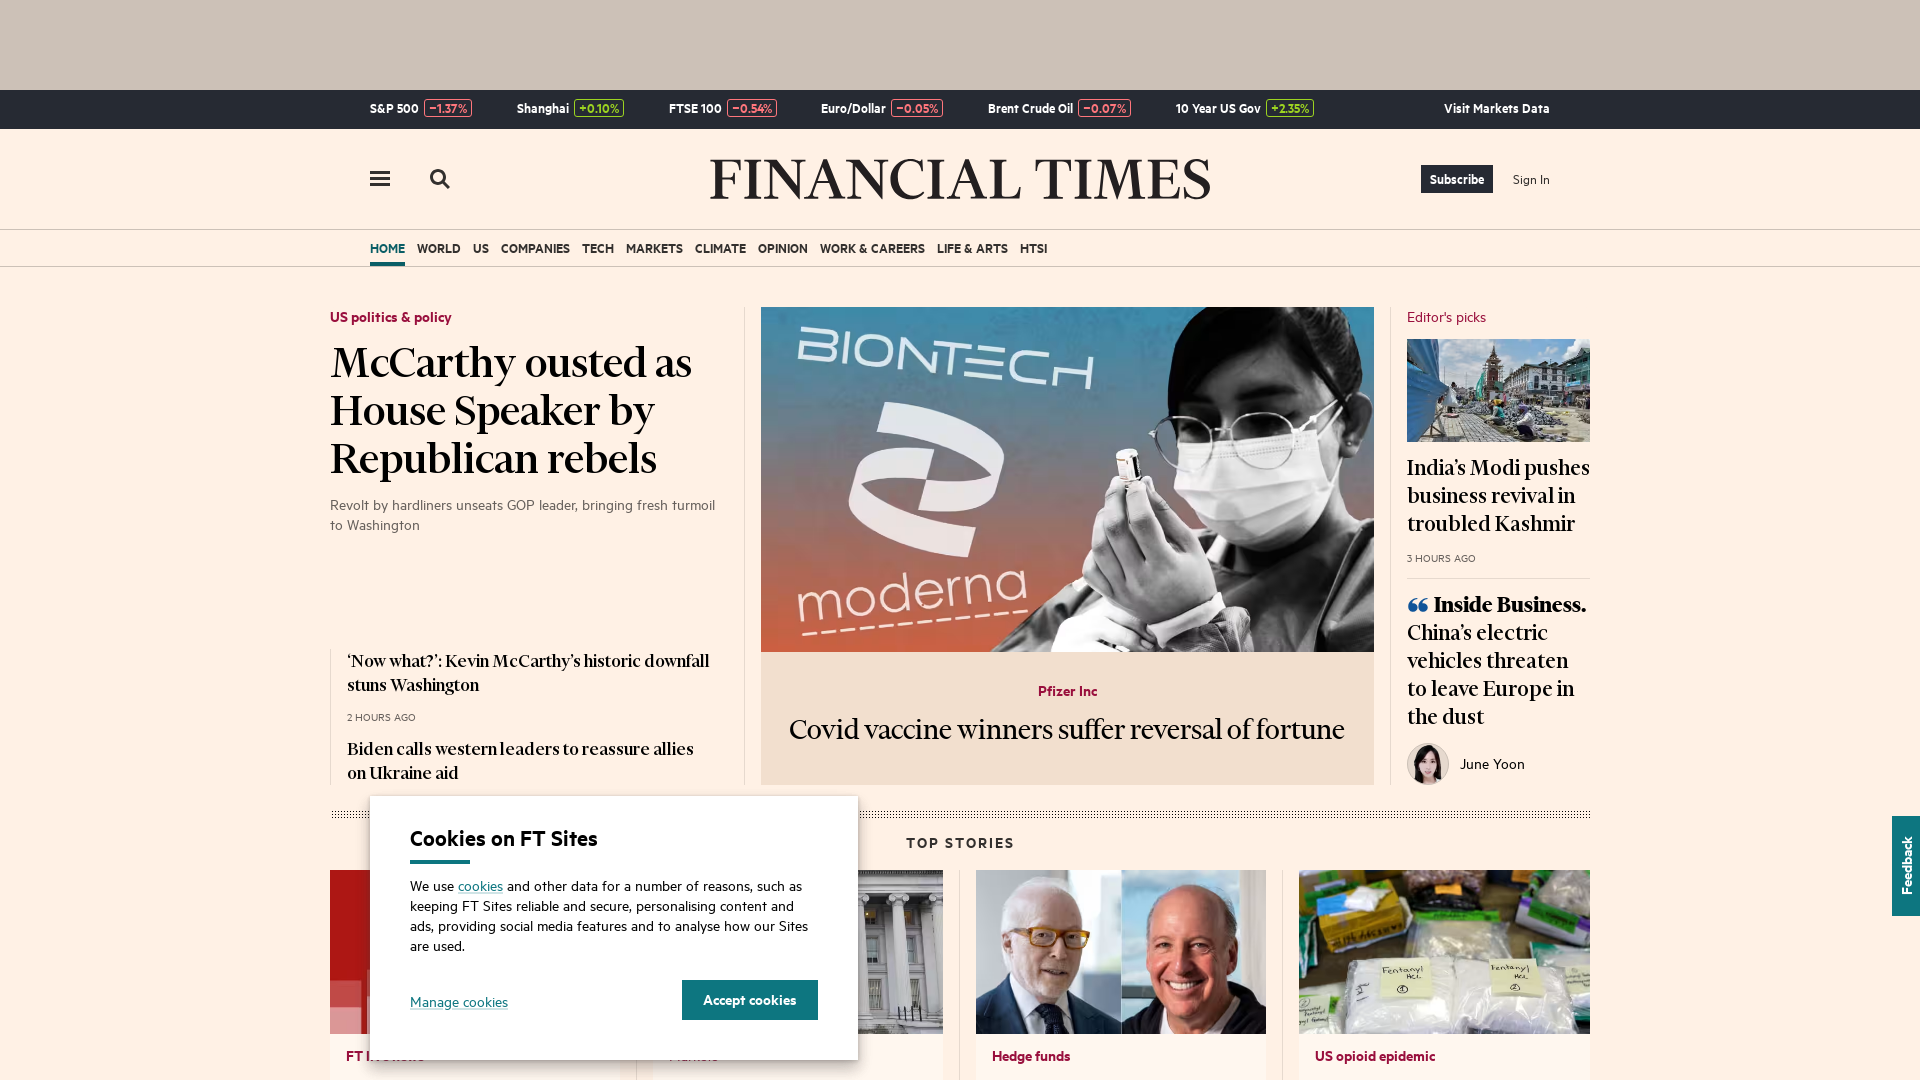 S&P 500 −1.37% Shanghai +0.10% FTSE 100 −0.54% Euro/Dollar −0.05% Brent Crude Oil −0.07% 10 Year US Gov +2.35% Visit Markets Data
FINANCIAL TIMES
Subscribe Sign In
HOME WORLD US COMPANIES TECH MARKETS CLIMATE OPINION WORK & CAREERS LIFE & ARTS HTSI
US politics & policy
McCarthy ousted as
House Speaker by
Republican rebels
Revolt by hardliners unseats GOP leader, bringing fresh turmoil
to Washington
‘Now what?’: Kevin McCarthy’s historic downfall
stuns Washington
2 HOURS AGO
Biden calls western leaders to reassure allies
on Ukraine aid
BIONTECH
moderna
Pfizer Inc
Covid vaccine winners suffer reversal of fortune
Editor's picks
India’s Modi pushes
business revival in
troubled Kashmir
3 HOURS AGO
“ Inside Business.
China’s electric
vehicles threaten
to leave Europe in
the dust
June Yoon
TOP STORIES
Cookies on FT Sites
We use cookies and other data for a number of reasons, such as
keeping FT Sites reliable and secure, personalising content and
ads, providing social media features and to analyse how our Sites
are used.
Manage cookies
Accept cookies
Fentanyl
HCL
1
Fentanyl
HCL
2
FT
Hedge funds
US opioid epidemic
Feedback